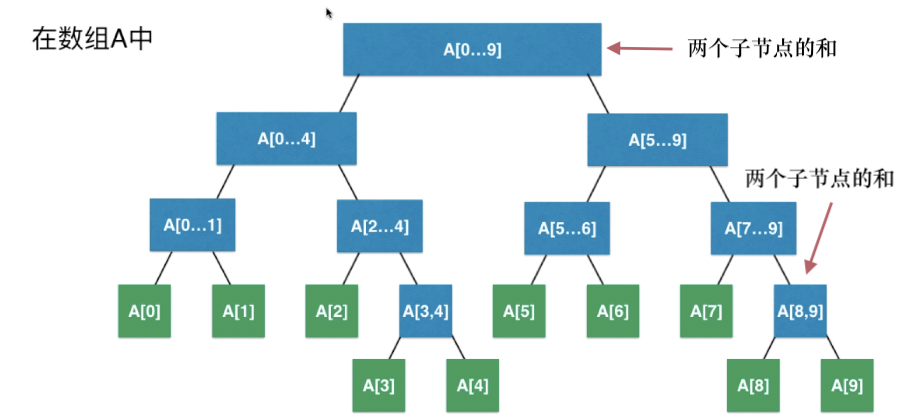 在数组A中
A[0...9]
两个子节点的和
A[0...4]
A[5...9]
两个子节点的和
A[0...1]
A[2...4]
A[5...6]
A[7...9]
A[0]
A[1]
A[2]
A[3,4]
A[5]
A[6]
A[7]
A[8,9]
A[3]
A[4]
A[8]
A[9]